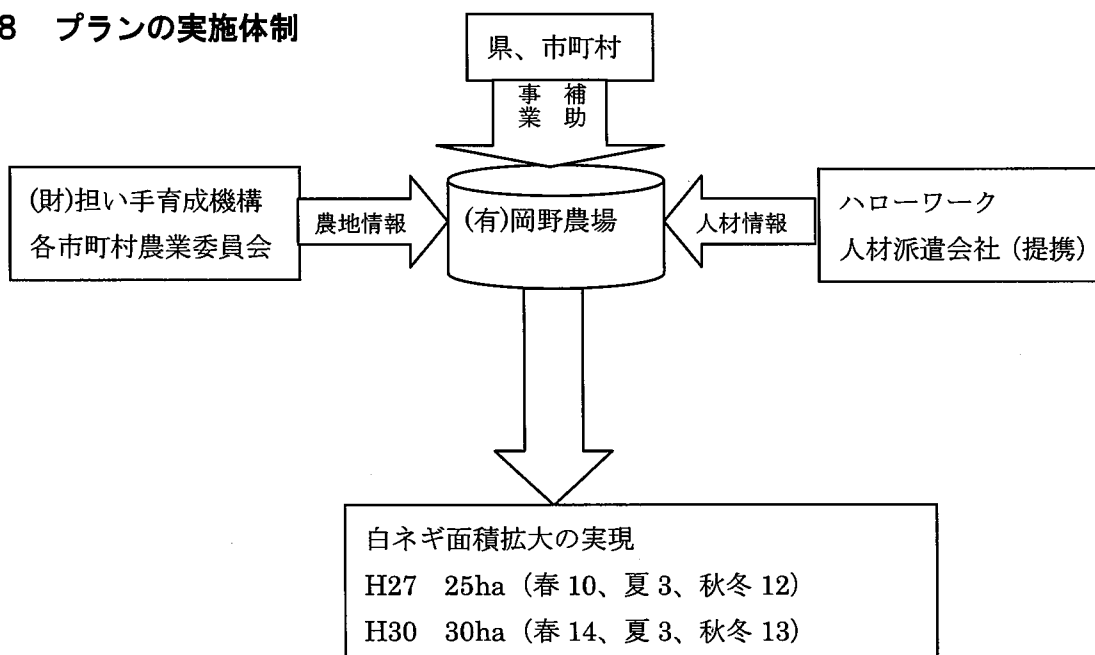 8 プランの実施体制
県、市町村
補助
事業
(財)担い手育成機構
各市町村農業委員会
農地情報
(有)岡野農場
人材情報
ハローワーク
人材派遣会社（提携）
白ネギ面積拡大の実現
H27 25ha（春 10、夏 3、秋冬 12）
H30 30ha（春 14、夏 3、秋冬 13）